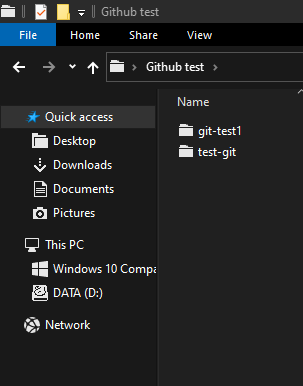 Github test
File Home Share View
Github test
Name
Quick access
Desktop
Downloads
Documents
Pictures
This PC
Windows 10 Compa
DATA (D:)
Network
git-test1
test-git